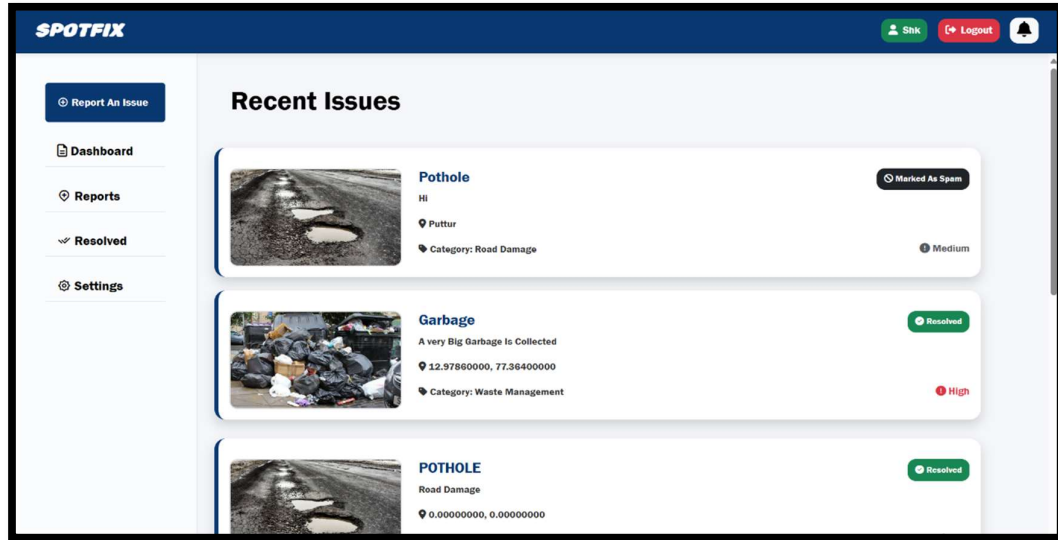 SPOTFIX
Shk
Logout
Report An Issue
Dashboard
Reports
Resolved
Settings
Recent Issues
Pothole
Marked As Spam
Hi
Puttur
Category: Road Damage
Medium
Garbage
Resolved
A very Big Garbage Is Collected
12.97860000, 77.36400000
Category: Waste Management
High
POTHOLE
Resolved
Road Damage
0.00000000, 0.00000000